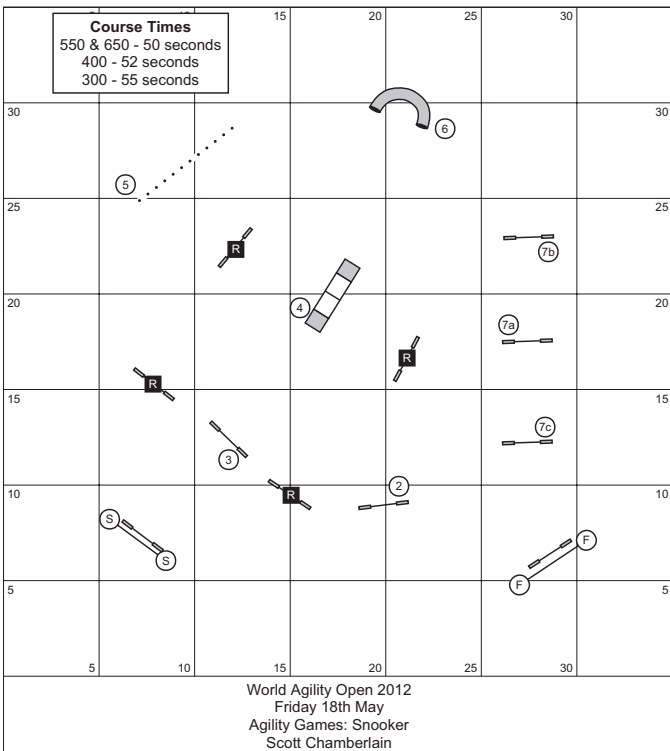 5 10 15 20 25 30
Course Times
550 & 650 - 50 seconds
400 - 52 seconds
300 - 55 seconds
30
6
5
25 25
R
7b
4
20 20
7a
R
R
15 15
7c
3
10 R 2 10
S
S
F
F
5 5
5 10 15 20 25 30
World Agility Open 2012
Friday 18th May
Agility Games: Snooker
Scott Chamberlain